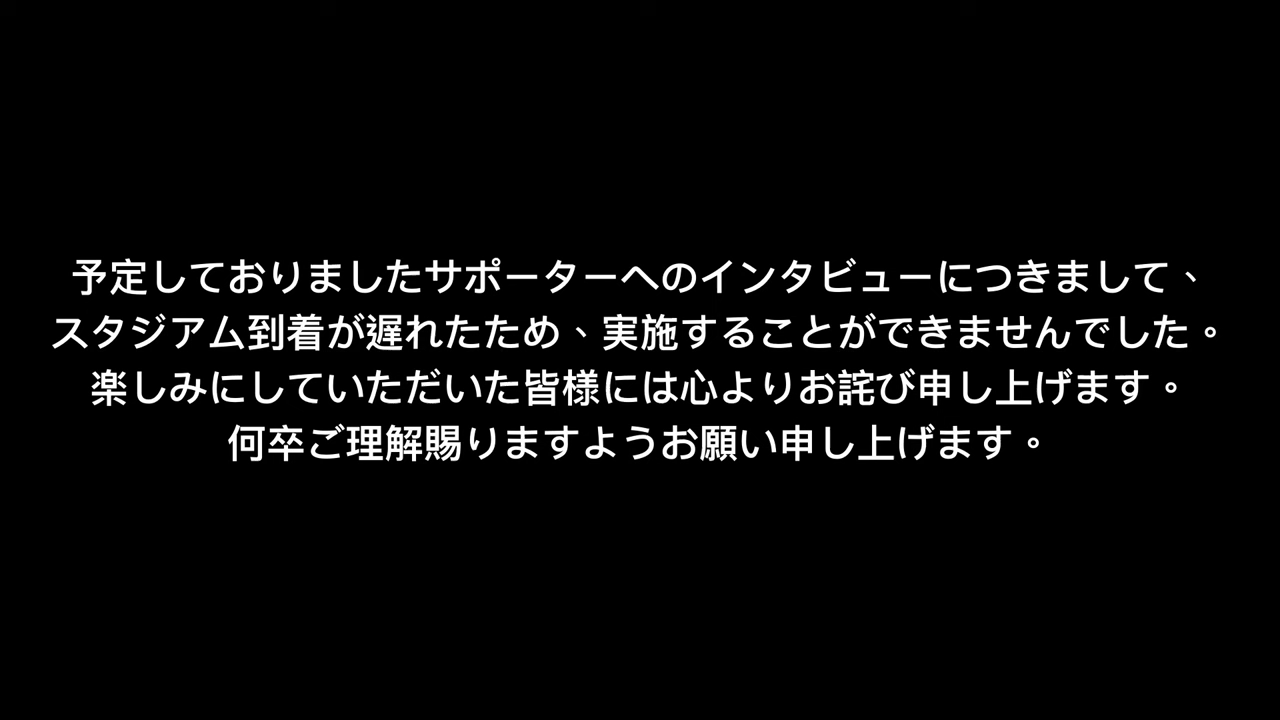 予定しておりましたサポーターへのインタビューにつきまして、
スタジアム到着が遅れたため、実施することができませんでした。
楽しみにしていただいた皆様には心よりお詫び申し上げます。
何卒ご理解賜りますようお願い申し上げます。